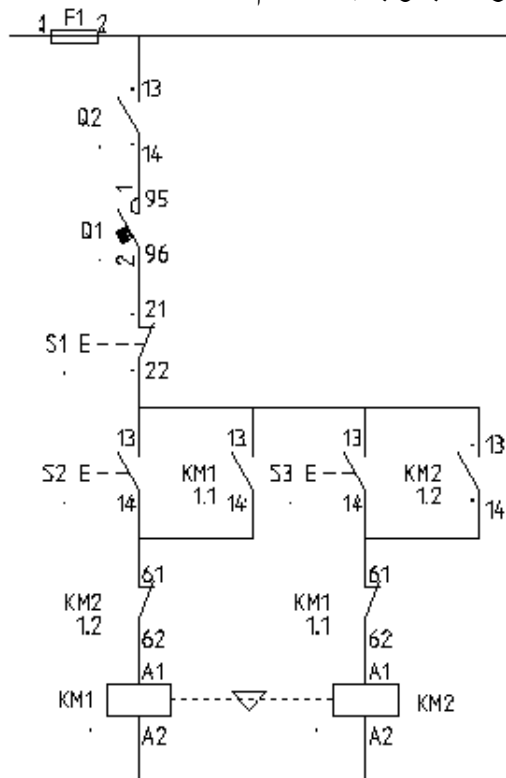 1 F1 2
13
Q2
14
1 95
Q1
2 96
21
S1 E
22
13 13 13 13
S2 E KM1 S3 E KM2
1.1 1.2
14 14 14 14
61 61
KM2 KM1
1.2 1.1
62 62
A1 A1
KM1 KM2
A2 A2